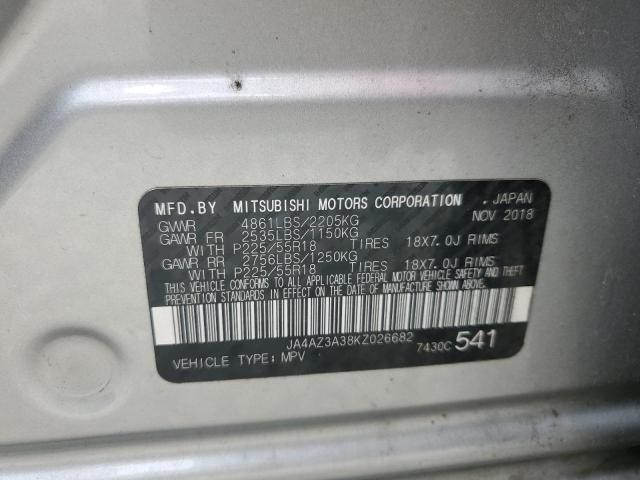 MFD.BY MITSUBISHI MOTORS CORPORATION . JAPAN
GVWR 4861LBS/2205KG NOV 2018
GAWR FR 2535LBS/1150KG
WITH P225/55R18 TIRES 18X7.0J RIMS
GAWR RR 2756LBS/1250KG
WITH P225/55R18 TIRES 18X7.0J RIMS
THIS VEHICLE CONFORMS TO ALL APPLICABLE FEDERAL MOTOR VEHICLE SAFETY AND THEFT
PREVENTION STANDARDS IN EFFECT ON THE DATE OF MANUFACTURE SHOWN ABOVE.
JA4AZ3A38KZ026682
VEHICLE TYPE: MPV 7430C 541